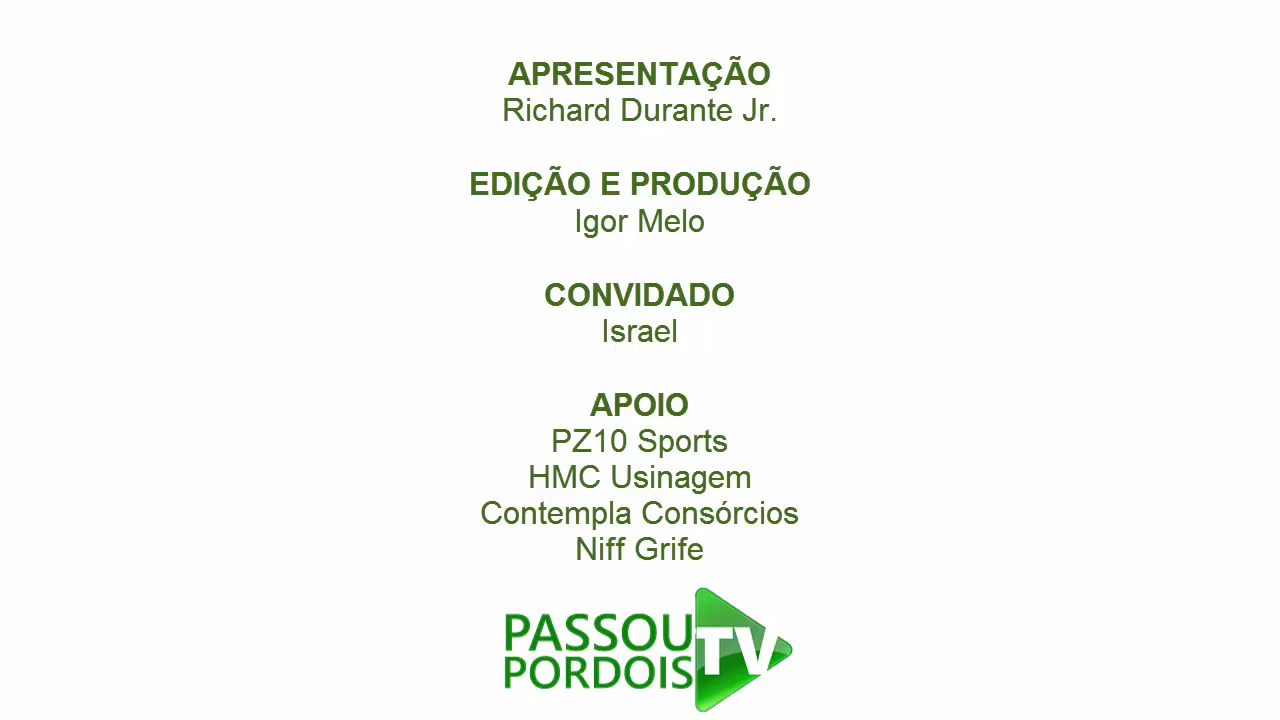 APRESENTAÇÃO
Richard Durante Jr.
EDIÇÃO E PRODUÇÃO
Igor Melo
CONVIDADO
Israel
APOIO
PZ10 Sports
HMC Usinagem
Contempla Consórcios
Niff Grife
PASSOU
PORDOIS
TV